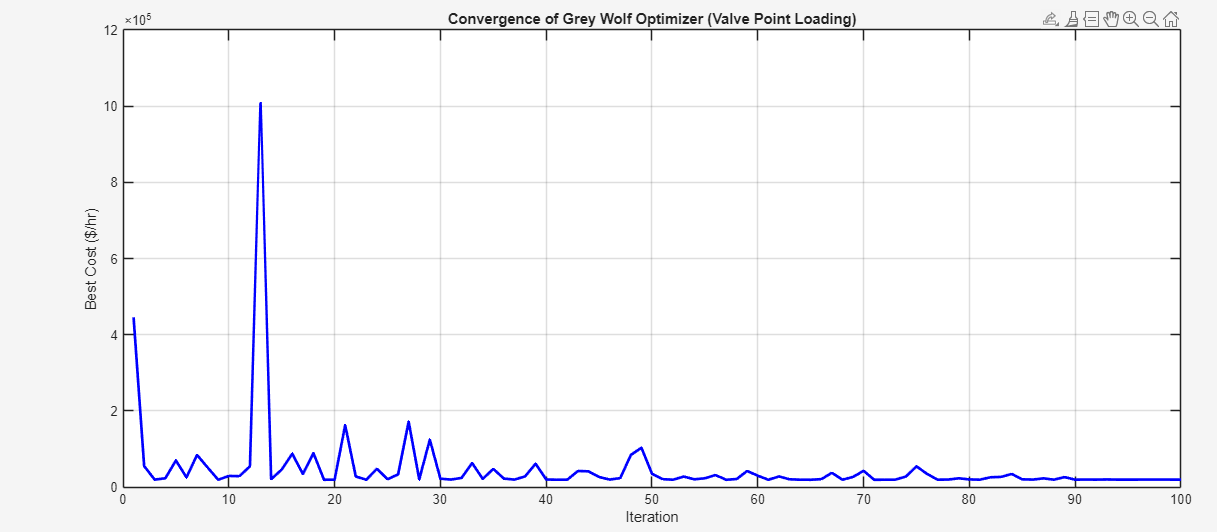 Convergence of Grey Wolf Optimizer (Valve Point Loading)
×10⁵
12
10
8
6
4
2
0
Best Cost ($/hr)
0 10 20 30 40 50 60 70 80 90 100
Iteration